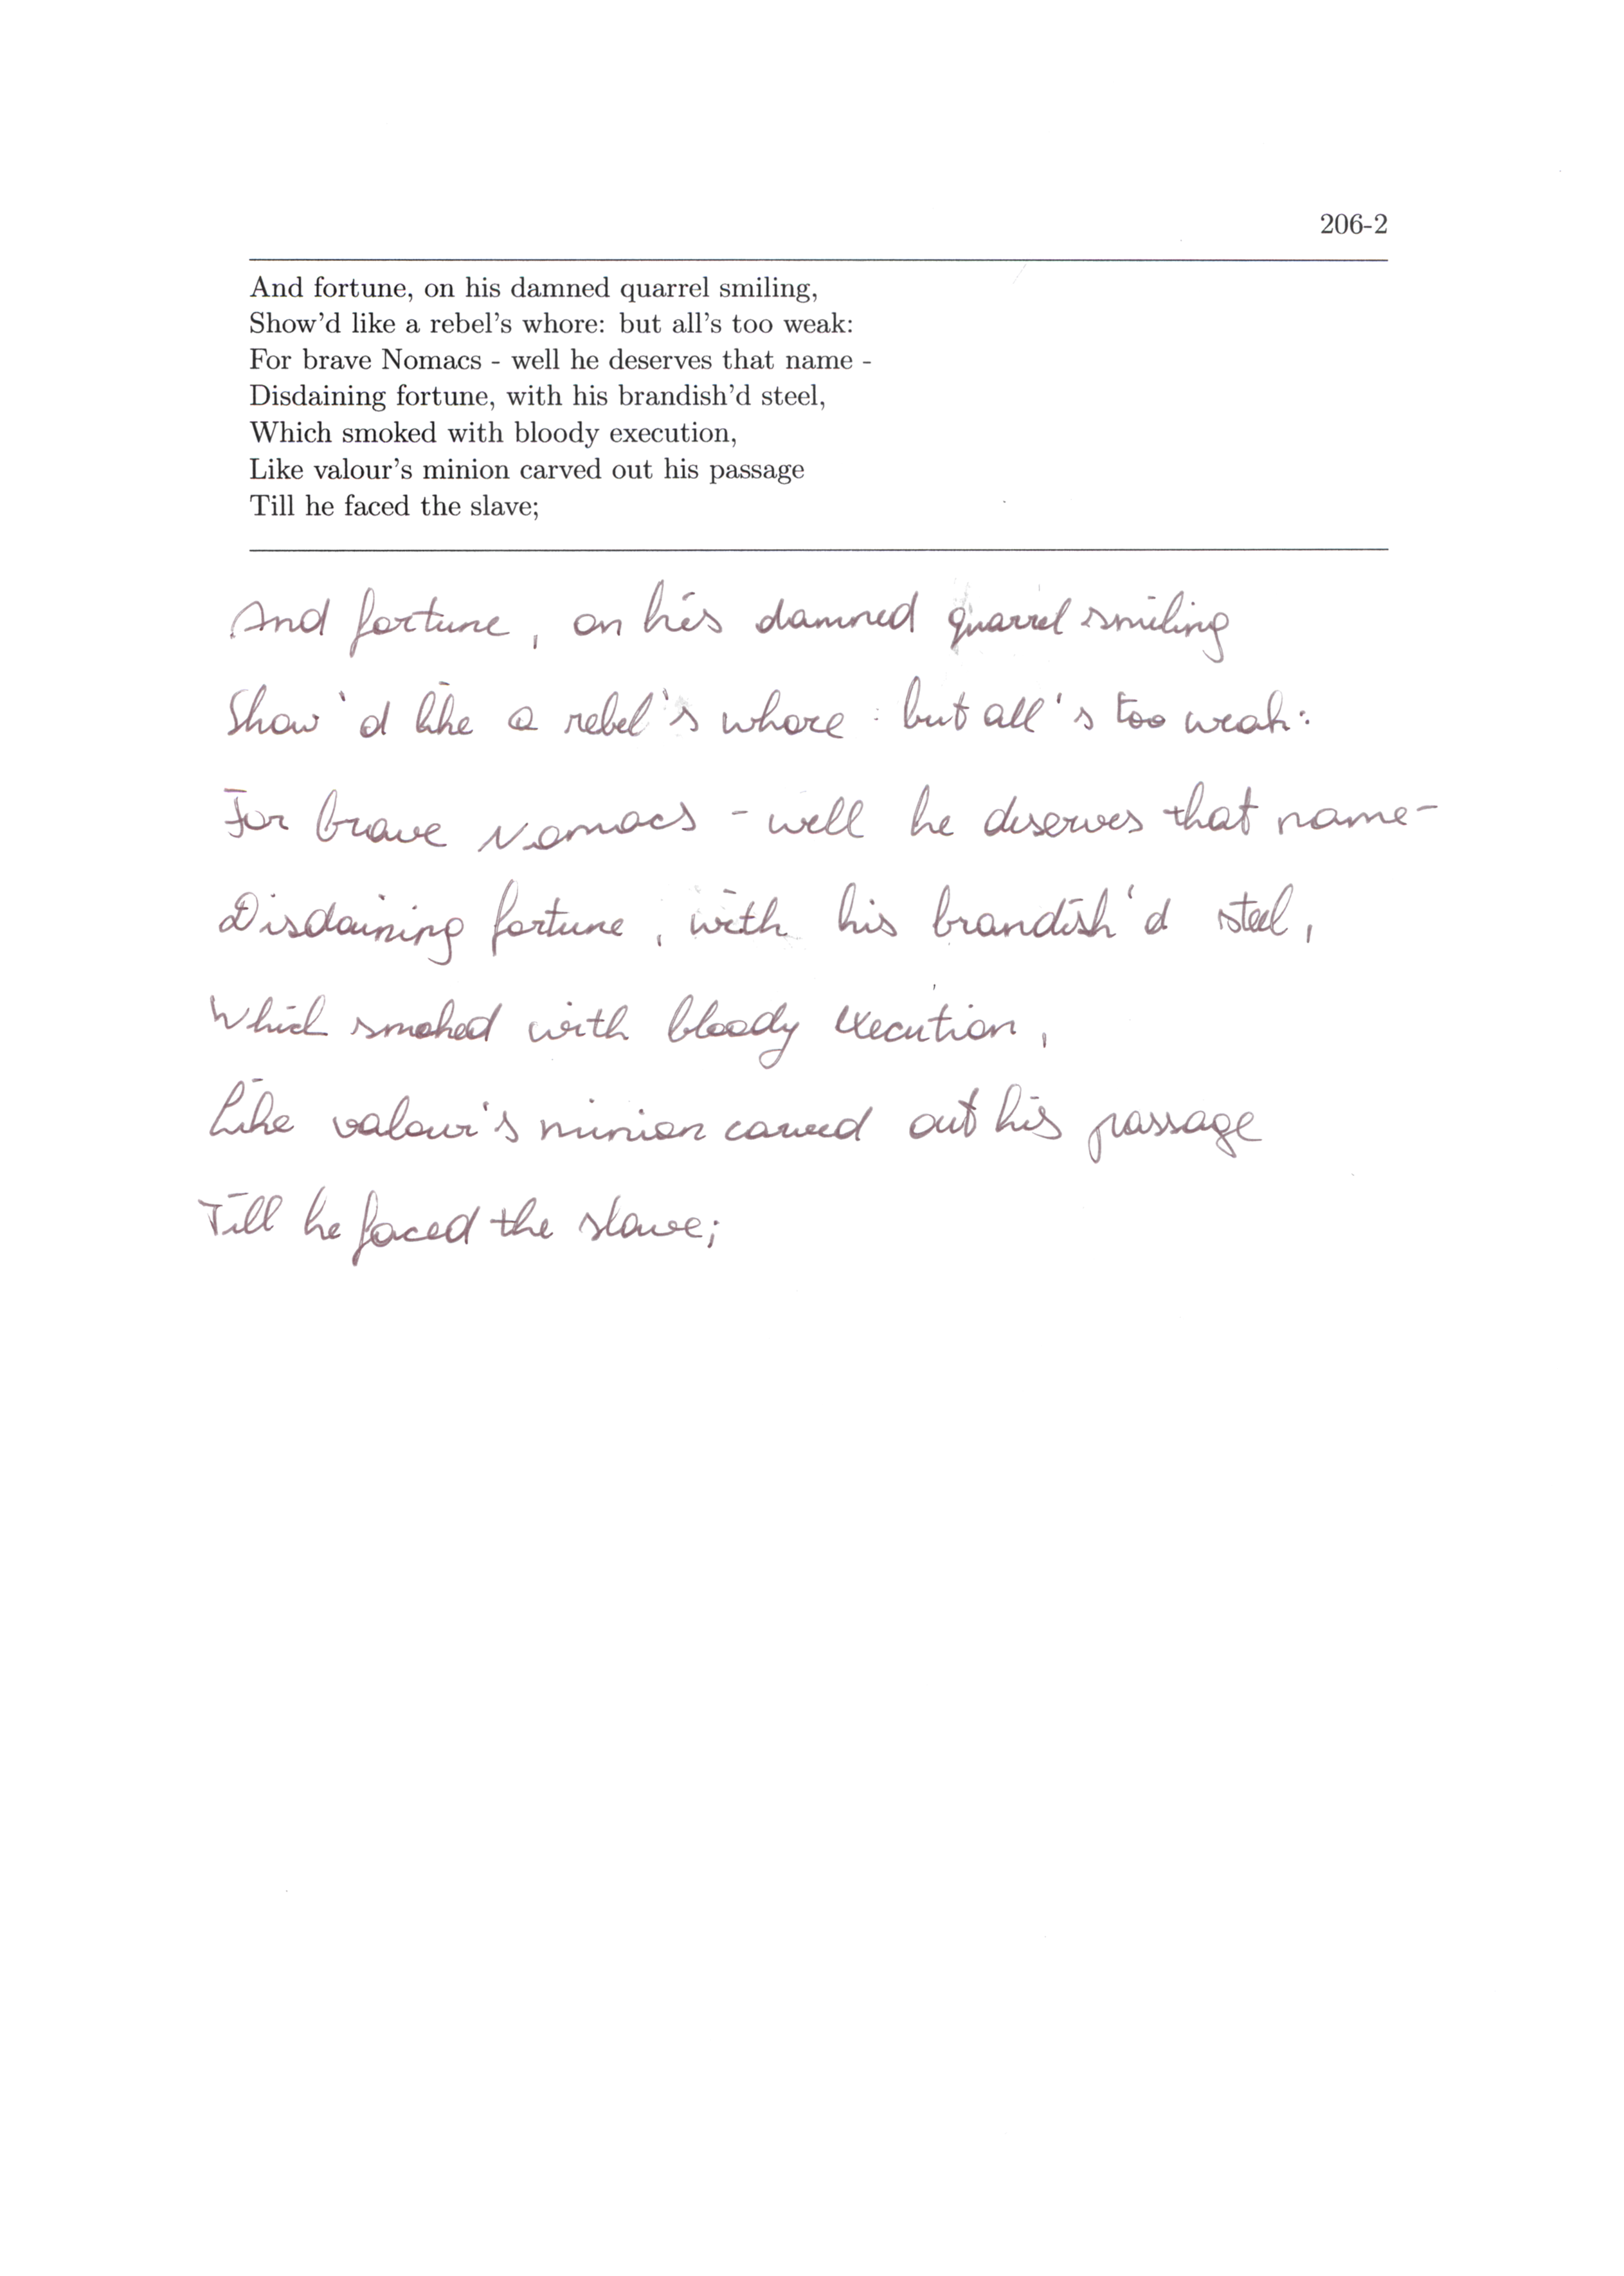 206-2
And fortune, on his damned quarrel smiling,
Show'd like a rebel's whore: but all's too weak:
For brave Nomacs - well he deserves that name -
Disdaining fortune, with his brandish'd steel,
Which smoked with bloody execution,
Like valour's minion carved out his passage
Till he faced the slave;
And fortune, on his damned quarrel smiling
Show'd like a rebel's whore: but all's too weak:
For brave Nomacs - well he deserves that name-
Disdaining fortune, with his brandish'd steel,
Which smoked with bloody execution,
Like valour's minion carved out his passage
Till he faced the slave;